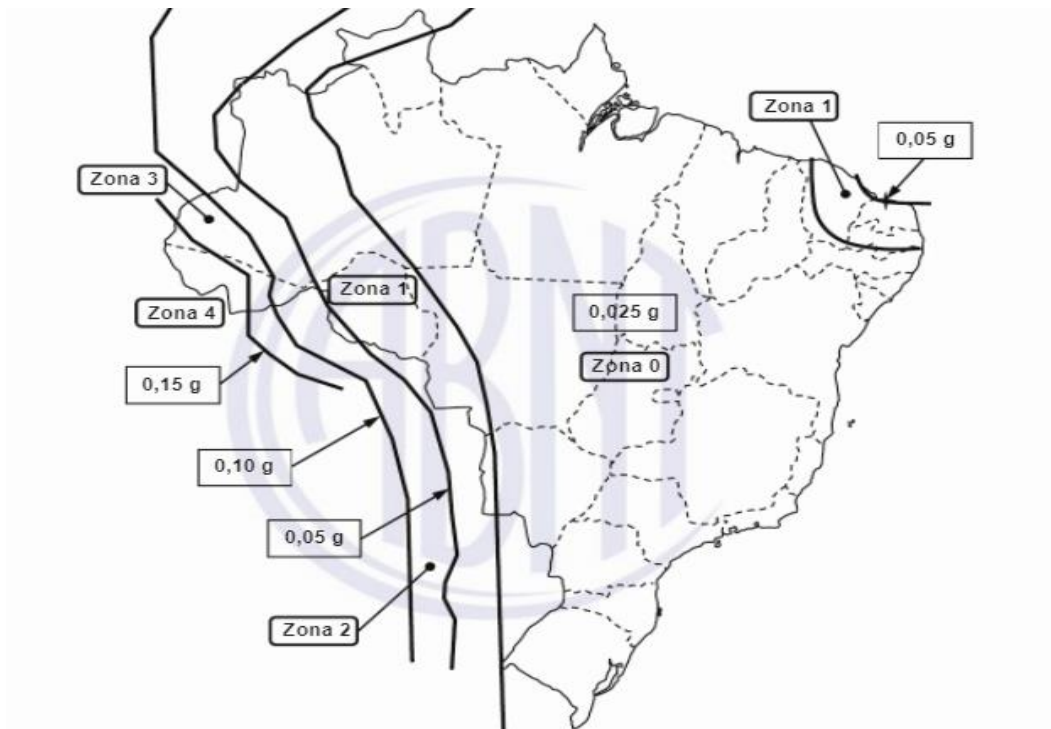 Zona 1
0,05 g
Zona 3
Zona 1
Zona 4
0,025 g
Zona 0
0,15 g
0,10 g
0,05 g
Zona 2
ABNT